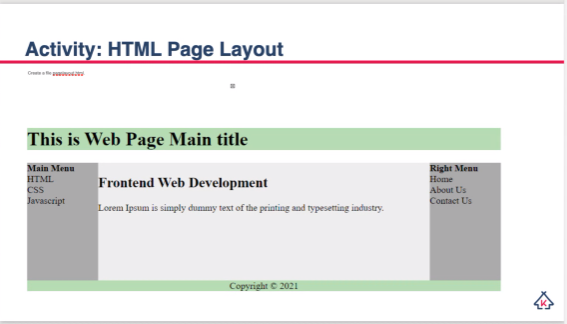 Activity: HTML Page Layout
Create a file pagelayout.html
This is Web Page Main title
Main Menu
HTML
CSS
Javascript
Frontend Web Development
Lorem Ipsum is simply dummy text of the printing and typesetting industry.
Right Menu
Home
About Us
Contact Us
Copyright © 2021
K